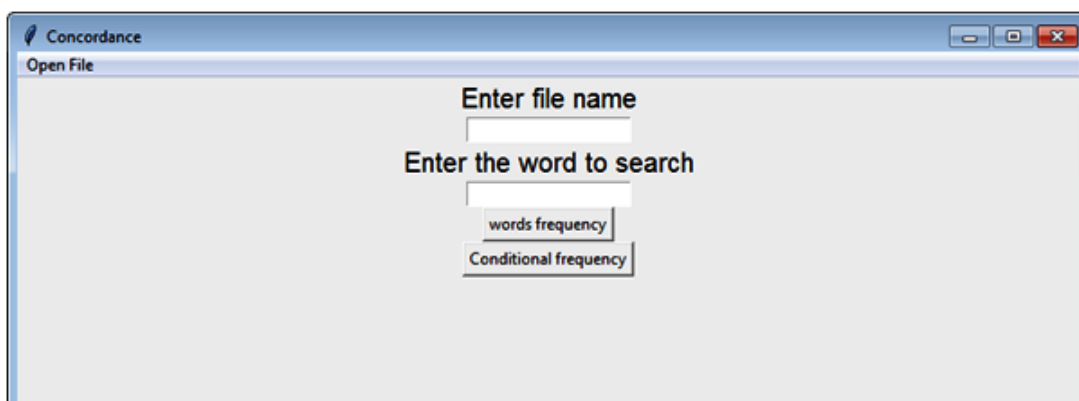 Concordance
Open File
Enter file name
Enter the word to search
words frequency
Conditional frequency